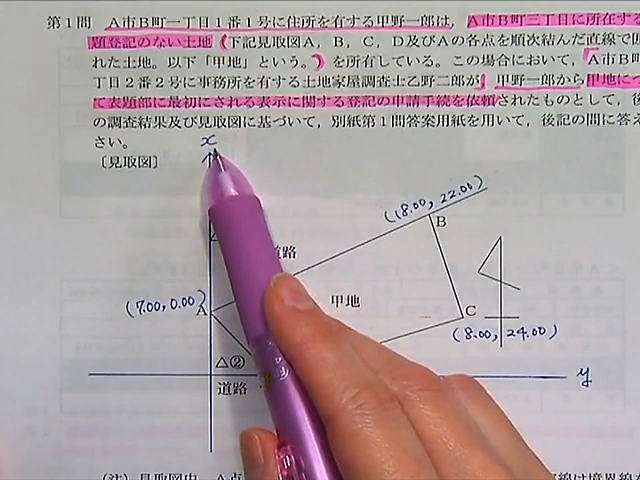 第1問 A市B町一丁目1番1号に住所を有する甲野一郎は，A市B町三丁目に所在する
題登記のない土地（下記見取図A，B，C，D及びAの各点を順次結んだ直線で囲
れた土地。以下「甲地」という。）を所有している。この場合において，A市B町
丁目2番2号に事務所を有する土地家屋調査士乙野二郎が，甲野一郎から甲地につ
て表題部に最初にされる表示に関する登記の申請手続を依頼されたものとして，後
の調査結果及び見取図に基づいて，別紙第1問答案用紙を用いて，後記の問に答え
さい。
x
〔見取図〕
(18.00, 22.00)
B
道路
(7.00, 0.00)
A
甲地
C
(8.00, 24.00)
△②
y
道路
(注) 見取図中，A点